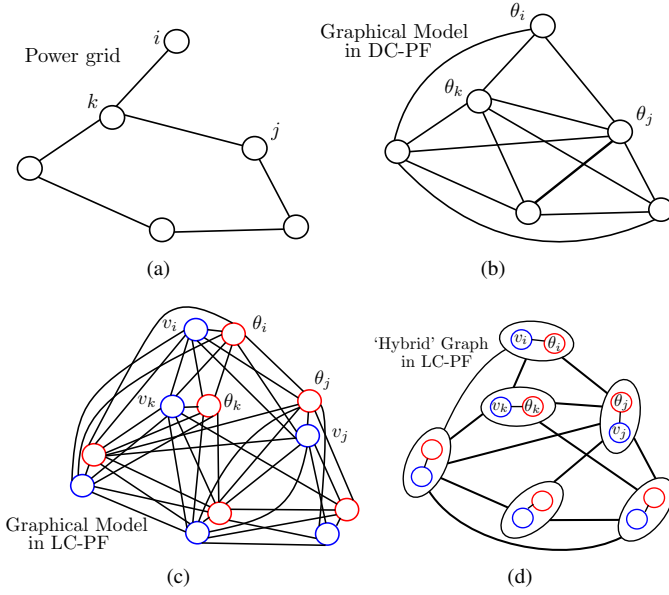 i
Power grid
k
j
(a)
Graphical Model
in DC-PF
θ_i
θ_k
θ_j
(b)
v_i
θ_i
θ_j
v_k
θ_k
v_j
Graphical Model
in LC-PF
(c)
‘Hybrid’ Graph
in LC-PF
v_i
θ_i
v_k
θ_k
θ_j
v_j
(d)